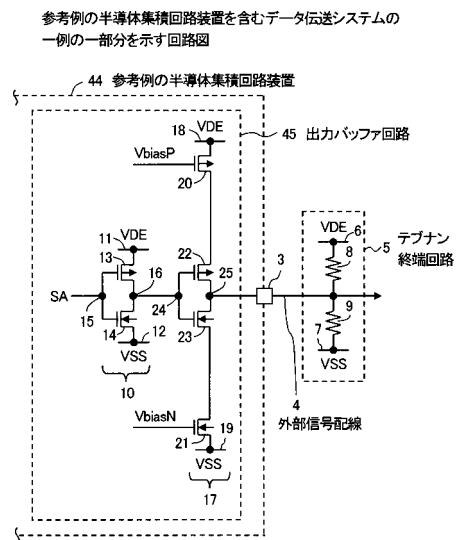 参考例の半導体集積回路装置を含むデータ伝送システムの
一例の一部分を示す回路図
44 参考例の半導体集積回路装置
45 出力バッファ回路
18 VDE
VbiasP
20
VDE
11
13
16
22
25
3
SA
15
24
14
23
12
VSS
10
VDE
6
8
5 テブナン
終端回路
9
7
VSS
4
外部信号配線
VbiasN
21
19
VSS
17